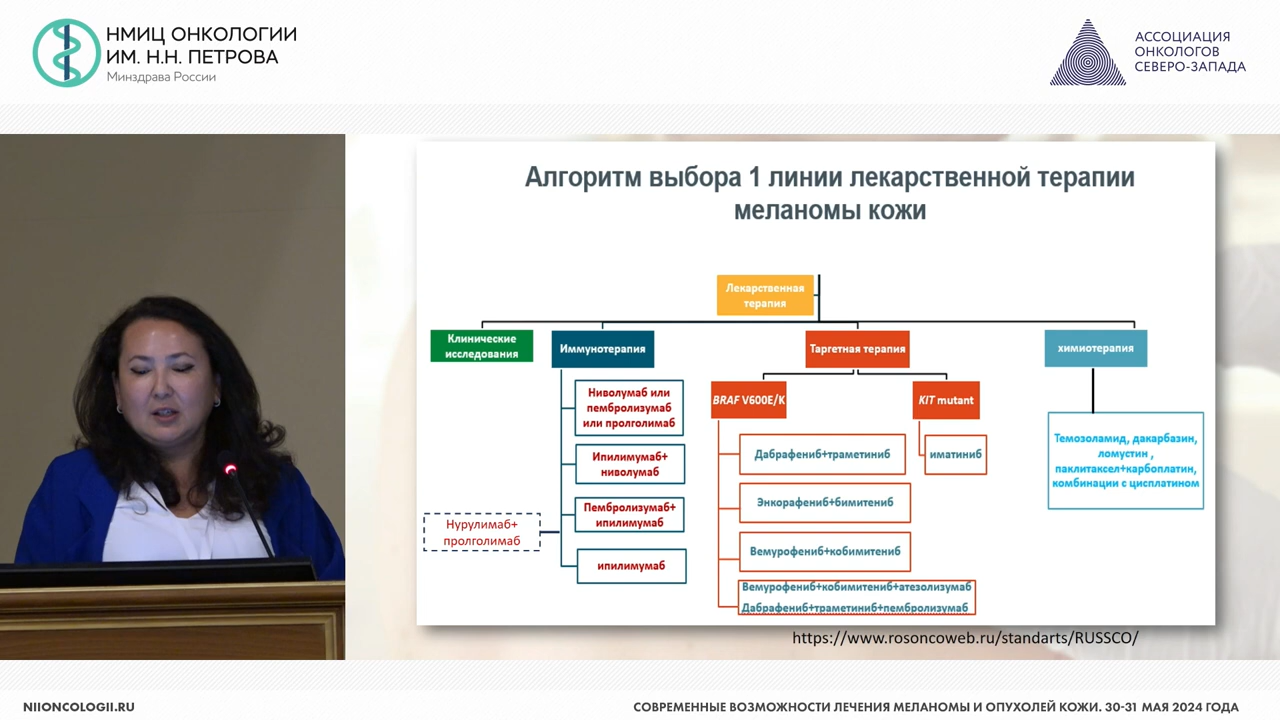 НМИЦ ОНКОЛОГИИ
ИМ. Н.Н. ПЕТРОВА
Минздрава России
АССОЦИАЦИЯ
ОНКОЛОГОВ
СЕВЕРО-ЗАПАДА
Алгоритм выбора 1 линии лекарственной терапии
меланомы кожи
Лекарственная
терапия
Клинические
исследования
Иммунотерапия
Таргетная терапия
химиотерапия
Ниволумаб или
пембролизумаб
или пролголимаб
Ипилимумаб+
ниволумаб
Пембролизумаб+
ипилимумаб
ипилимумаб
Нурулимаб+
пролголимаб
BRAF V600E/K
KIT mutant
Дабрафениб+траметиниб
Энкорафениб+бимитениб
Вемурофениб+кобимитениб
Вемурофениб+кобимитениб+атезолизумаб
Дабрафениб+траметиниб+пембролизумаб
иматиниб
Темозоламид, дакарбазин,
ломустин ,
паклитаксел+карбоплатин,
комбинации с цисплатином
https://www.rosoncoweb.ru/standarts/RUSSCO/
NIIONCOLOGII.RU
СОВРЕМЕННЫЕ ВОЗМОЖНОСТИ ЛЕЧЕНИЯ МЕЛАНОМЫ И ОПУХОЛЕЙ КОЖИ. 30-31 МАЯ 2024 ГОДА